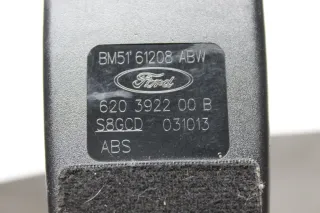 BM51 61208 ABW
Ford
620 3922 00 B
S8GCD 031013
ABS